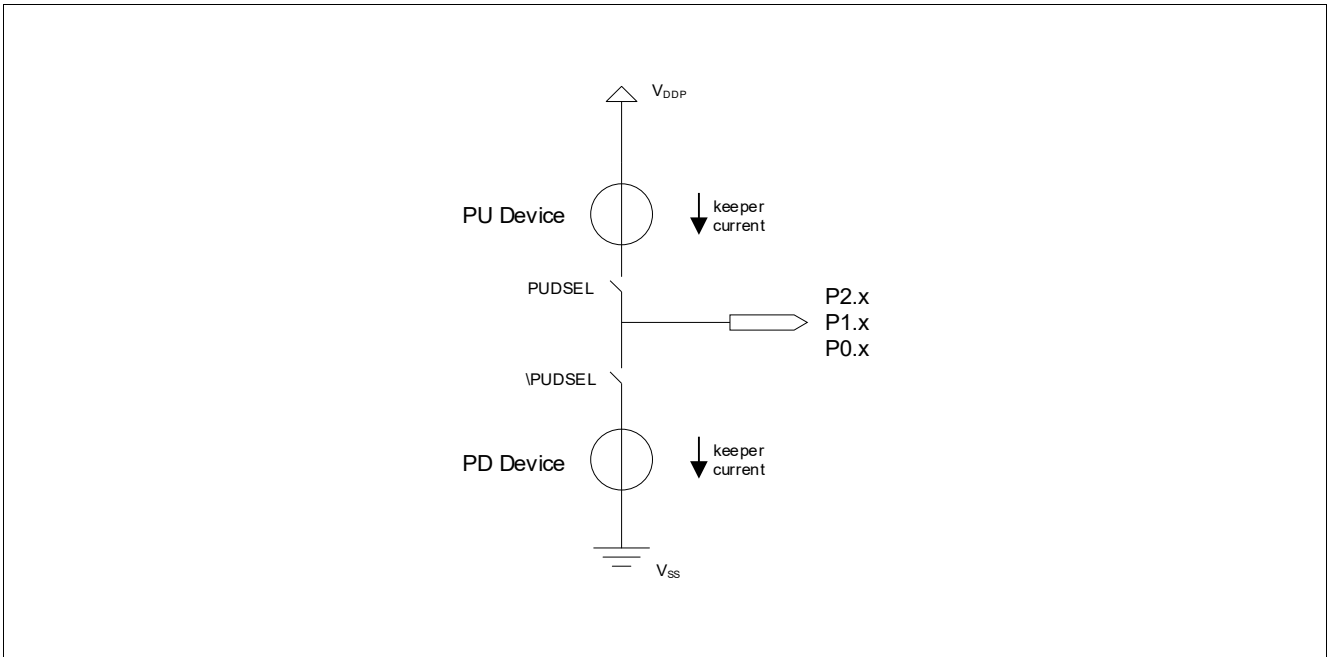 VDDP
PU Device
keeper
current
PUDSEL
P2.x
P1.x
P0.x
\PUDSEL
PD Device
keeper
current
VSS